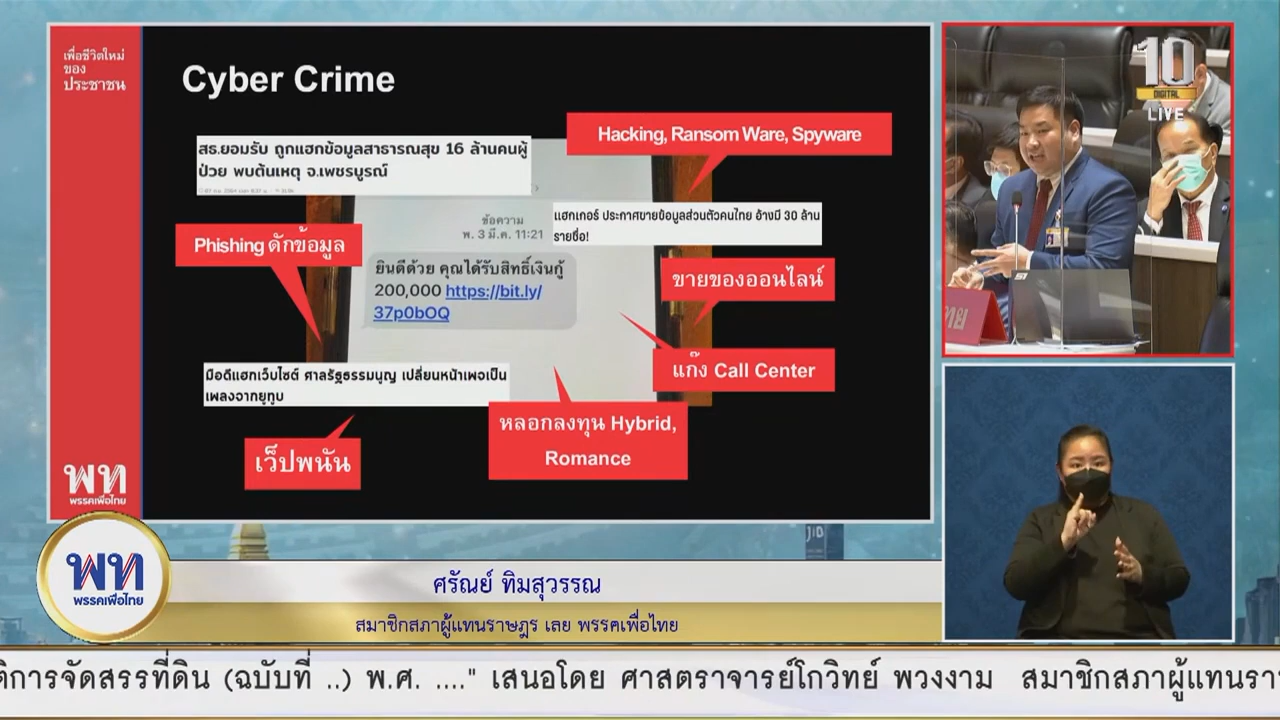 เพื่อชีวิตใหม่
ของ
ประชาชน
Cyber Crime
สธ.ยอมรับ ถูกแฮกข้อมูลสาธารณสุข 16 ล้านคนผู้
ป่วย พบต้นเหตุ จ.เพชรบูรณ์
Hacking, Ransom Ware, Spyware
Phishing ดักข้อมูล
ข้อความ
พ. 3 มี.ค. 11:21
แฮกเกอร์ ประกาศขายข้อมูลส่วนตัวคนไทย อ้างมี 30 ล้าน
รายชื่อ!
ยินดีด้วย คุณได้รับสิทธิ์เงินกู้
200,000 https://bit.ly/
37p0bOQ
ขายของออนไลน์
แก๊ง Call Center
มือดีแฮกเว็บไซต์ ศาลรัฐธรรมนูญ เปลี่ยนหน้าเพจเป็น
เพลงจากยูทูบ
หลอกลงทุน Hybrid,
Romance
เว็ปพนัน
พท
พรรคเพื่อไทย
10
DIGITAL
LIVE
ทย
พท
พรรคเพื่อไทย
ศรัณย์ ทิมสุวรรณ
สมาชิกสภาผู้แทนราษฎร เลย พรรคเพื่อไทย
ติการจัดสรรที่ดิน (ฉบับที่ ..) พ.ศ. ...." เสนอโดย ศาสตราจารย์โกวิทย์ พวงงาม สมาชิกสภาผู้แทนรา